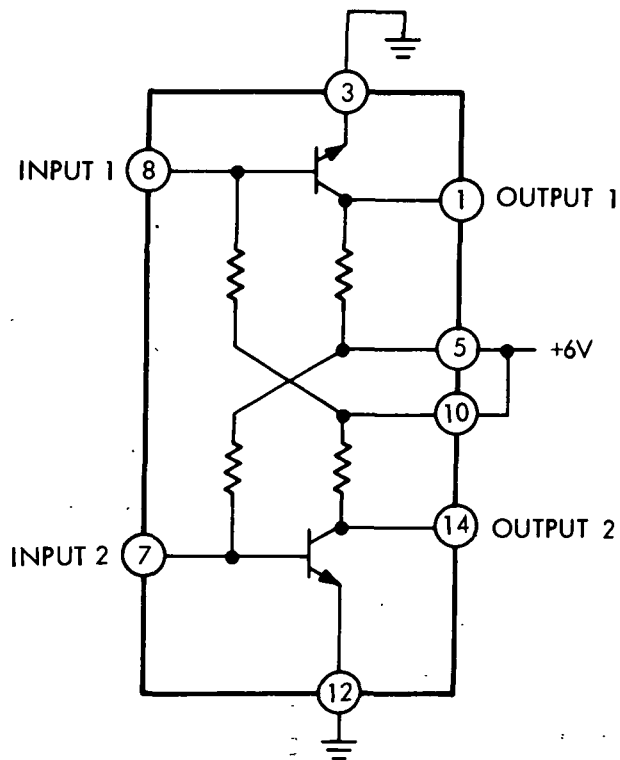 3
INPUT 1 8
1 OUTPUT 1
5 +6V
10
14 OUTPUT 2
INPUT 2 7
12